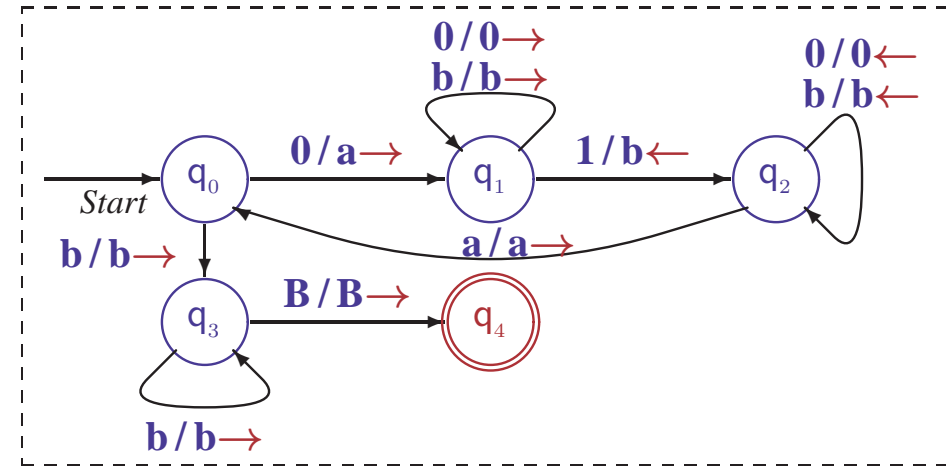 0 / 0→
b / b→
0 / 0←
b / b←
0 / a→
1 / b←
q₀
q₁
q₂
Start
a / a→
b / b→
B / B→
q₃
q₄
b / b→